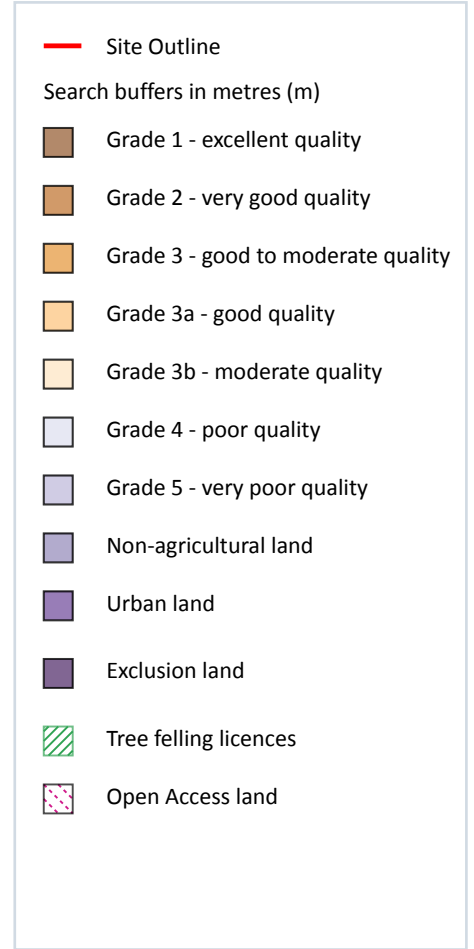 Site Outline
Search buffers in metres (m)
Grade 1 - excellent quality
Grade 2 - very good quality
Grade 3 - good to moderate quality
Grade 3a - good quality
Grade 3b - moderate quality
Grade 4 - poor quality
Grade 5 - very poor quality
Non-agricultural land
Urban land
Exclusion land
Tree felling licences
Open Access land